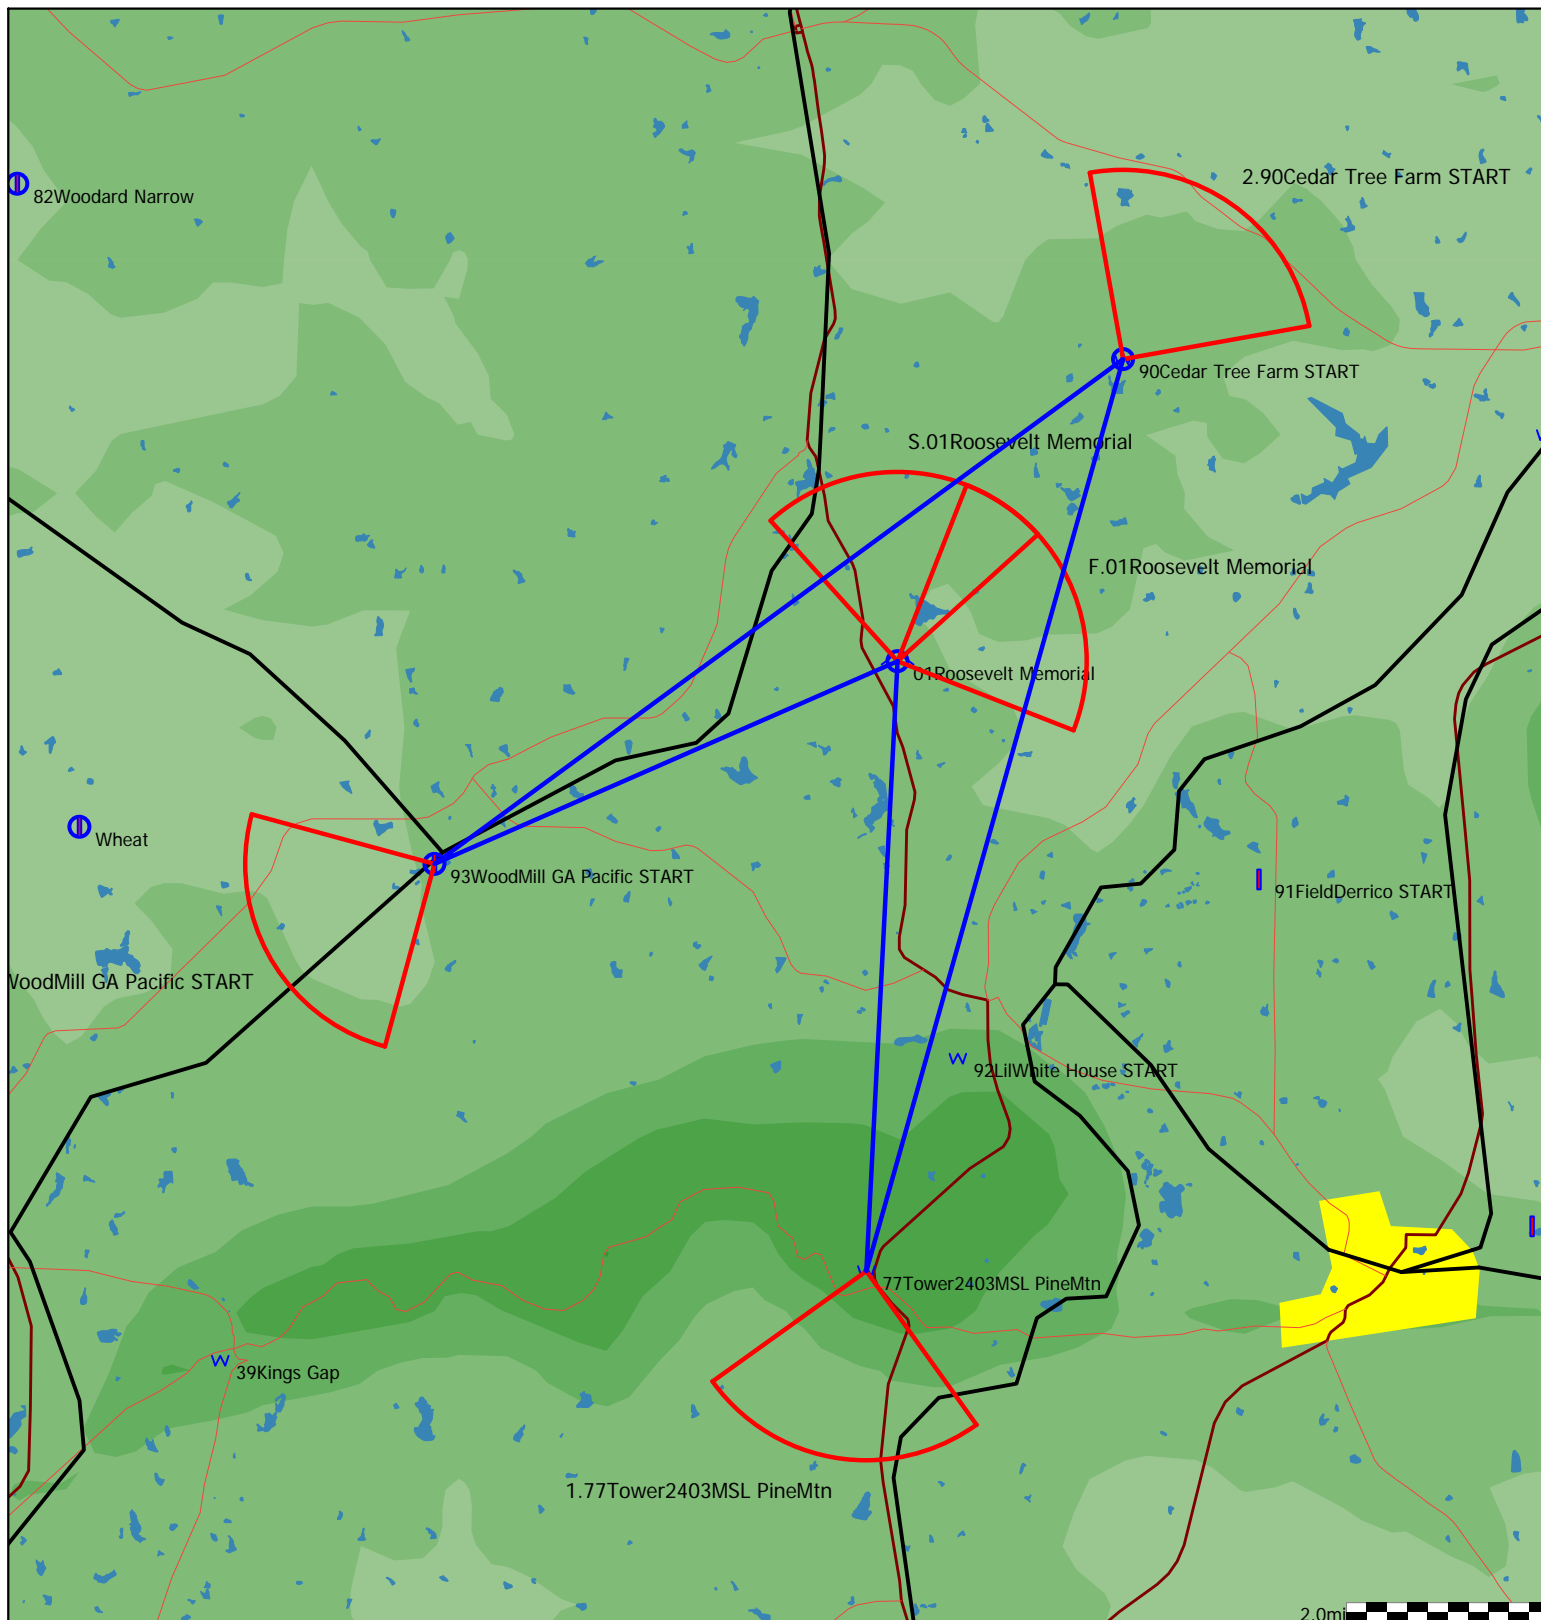 2.90Cedar Tree Farm START
82Woodard Narrow
90Cedar Tree Farm START
S.01Roosevelt Memorial
F.01Roosevelt Memorial
01Roosevelt Memorial
Wheat
93WoodMill GA Pacific START
91FieldDerrico START
WoodMill GA Pacific START
92LilWhite House START
77Tower2403MSL PineMtn
39Kings Gap
1.77Tower2403MSL PineMtn
2.0mi